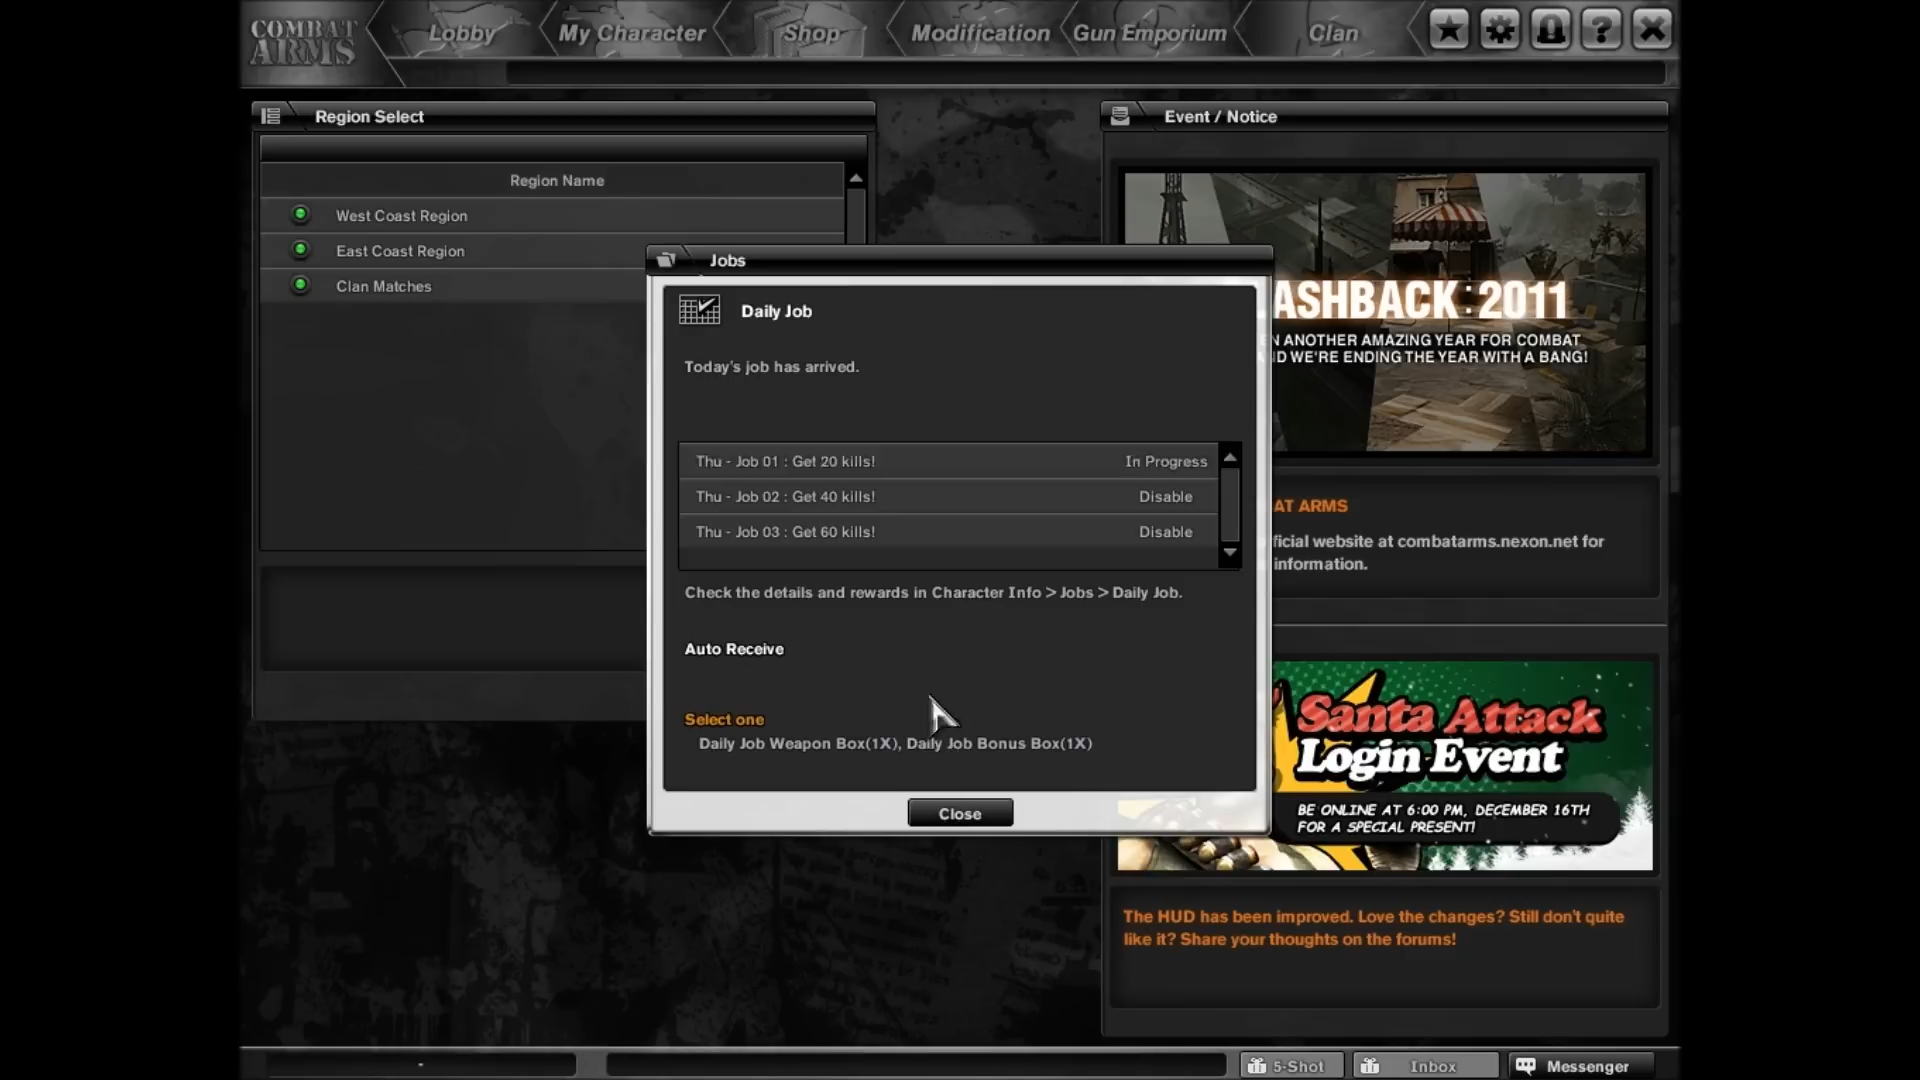 COMBAT
ARMS
Lobby
My Character
Shop
Modification
Gun Emporium
Clan
Region Select
Region Name
West Coast Region
East Coast Region
Clan Matches
Jobs
Daily Job
Today's job has arrived.
Thu - Job 01 : Get 20 kills! In Progress
Thu - Job 02 : Get 40 kills! Disable
Thu - Job 03 : Get 60 kills! Disable
Check the details and rewards in Character Info > Jobs > Daily Job.
Auto Receive
Select one
Daily Job Weapon Box(1X), Daily Job Bonus Box(1X)
Close
Event / Notice
ASHBACK:2011
N ANOTHER AMAZING YEAR FOR COMBAT
ND WE'RE ENDING THE YEAR WITH A BANG!
AT ARMS
ficial website at combatarms.nexon.net for
information.
Santa Attack
Login Event
BE ONLINE AT 6:00 PM, DECEMBER 16TH
FOR A SPECIAL PRESENT!
The HUD has been improved. Love the changes? Still don't quite
like it? Share your thoughts on the forums!
-
5-Shot
Inbox
Messenger